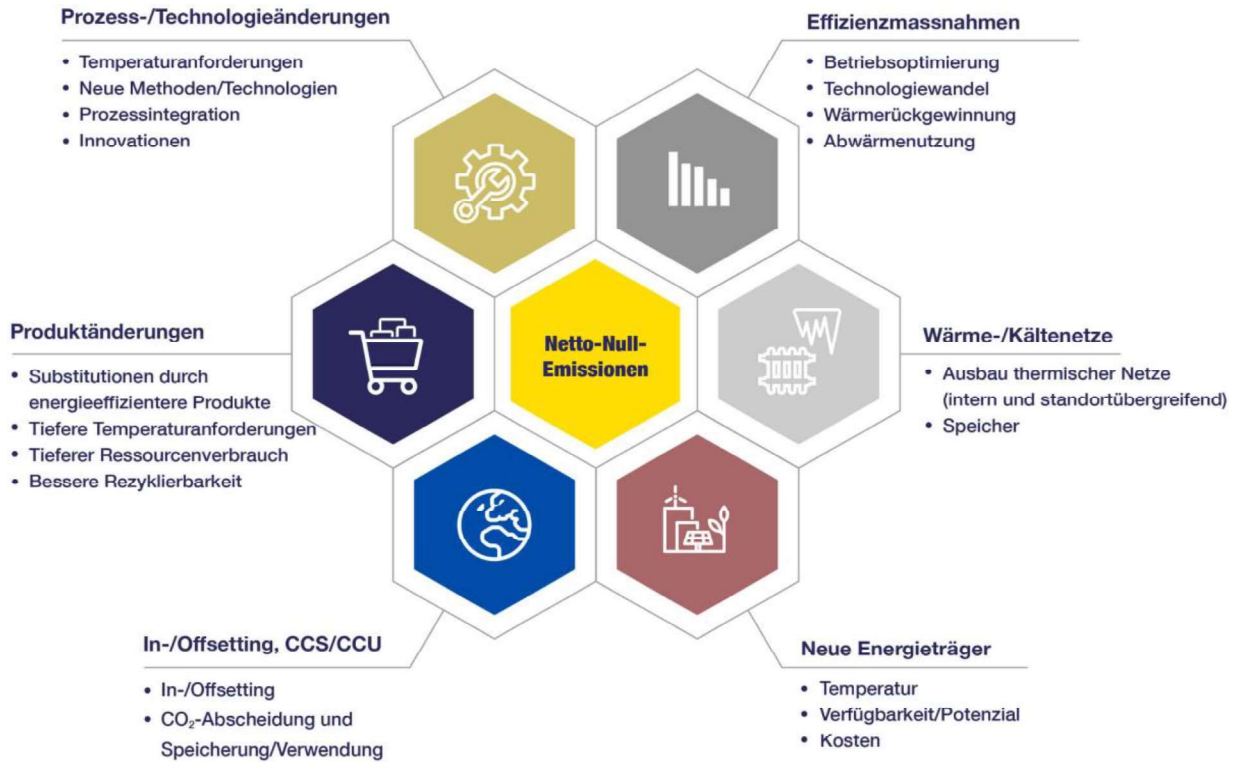 Prozess-/Technologieänderungen
• Temperaturanforderungen
• Neue Methoden/Technologien
• Prozessintegration
• Innovationen
Effizienzmassnahmen
• Betriebsoptimierung
• Technologiewandel
• Wärmerückgewinnung
• Abwärmenutzung
Produktänderungen
• Substitutionen durch
energieeffizientere Produkte
• Tiefere Temperaturanforderungen
• Tieferer Ressourcenverbrauch
• Bessere Rezyklierbarkeit
Netto-Null-
Emissionen
Wärme-/Kältenetze
• Ausbau thermischer Netze
(intern und standortübergreifend)
• Speicher
In-/Offsetting, CCS/CCU
• In-/Offsetting
• CO₂-Abscheidung und
Speicherung/Verwendung
Neue Energieträger
• Temperatur
• Verfügbarkeit/Potenzial
• Kosten